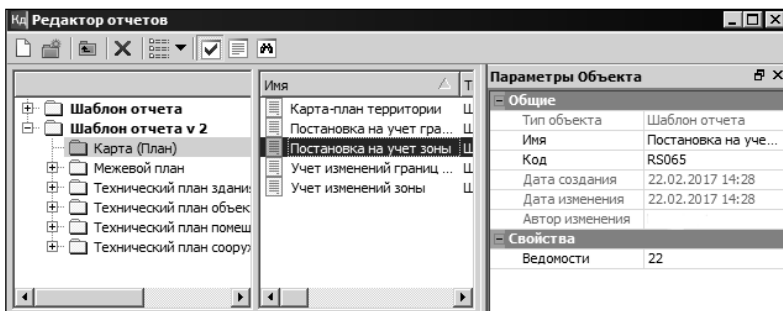 Кд Редактор отчетов
Шаблон отчета
Шаблон отчета v 2
Карта (План)
Межевой план
Технический план здани
Технический план объек
Технический план помещ
Технический план соору
Имя Т
Карта-план территории Ш
Постановка на учет гра... Ш
Постановка на учет зоны Ш
Учет изменений границ ... Ш
Учет изменений зоны Ш
Параметры Объекта
Общие
Тип объекта Шаблон отчета
Имя Постановка на уче...
Код RS065
Дата создания 22.02.2017 14:28
Дата изменения 22.02.2017 14:28
Автор изменения
Свойства
Ведомости 22